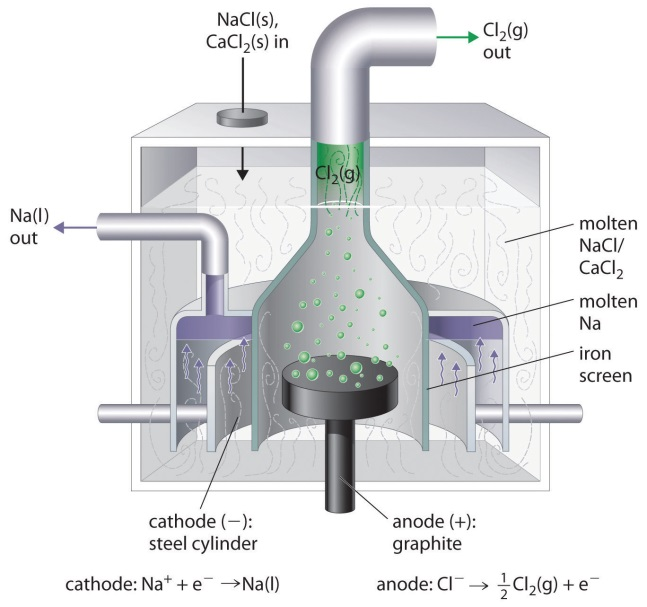 NaCl(s),
CaCl₂(s) in
Cl₂(g)
out
Cl₂(g)
Na(l)
out
molten
NaCl/
CaCl₂
molten
Na
iron
screen
cathode (−):
steel cylinder
anode (+):
graphite
cathode: Na⁺ + e⁻ → Na(l)
anode: Cl⁻ → ½ Cl₂(g) + e⁻